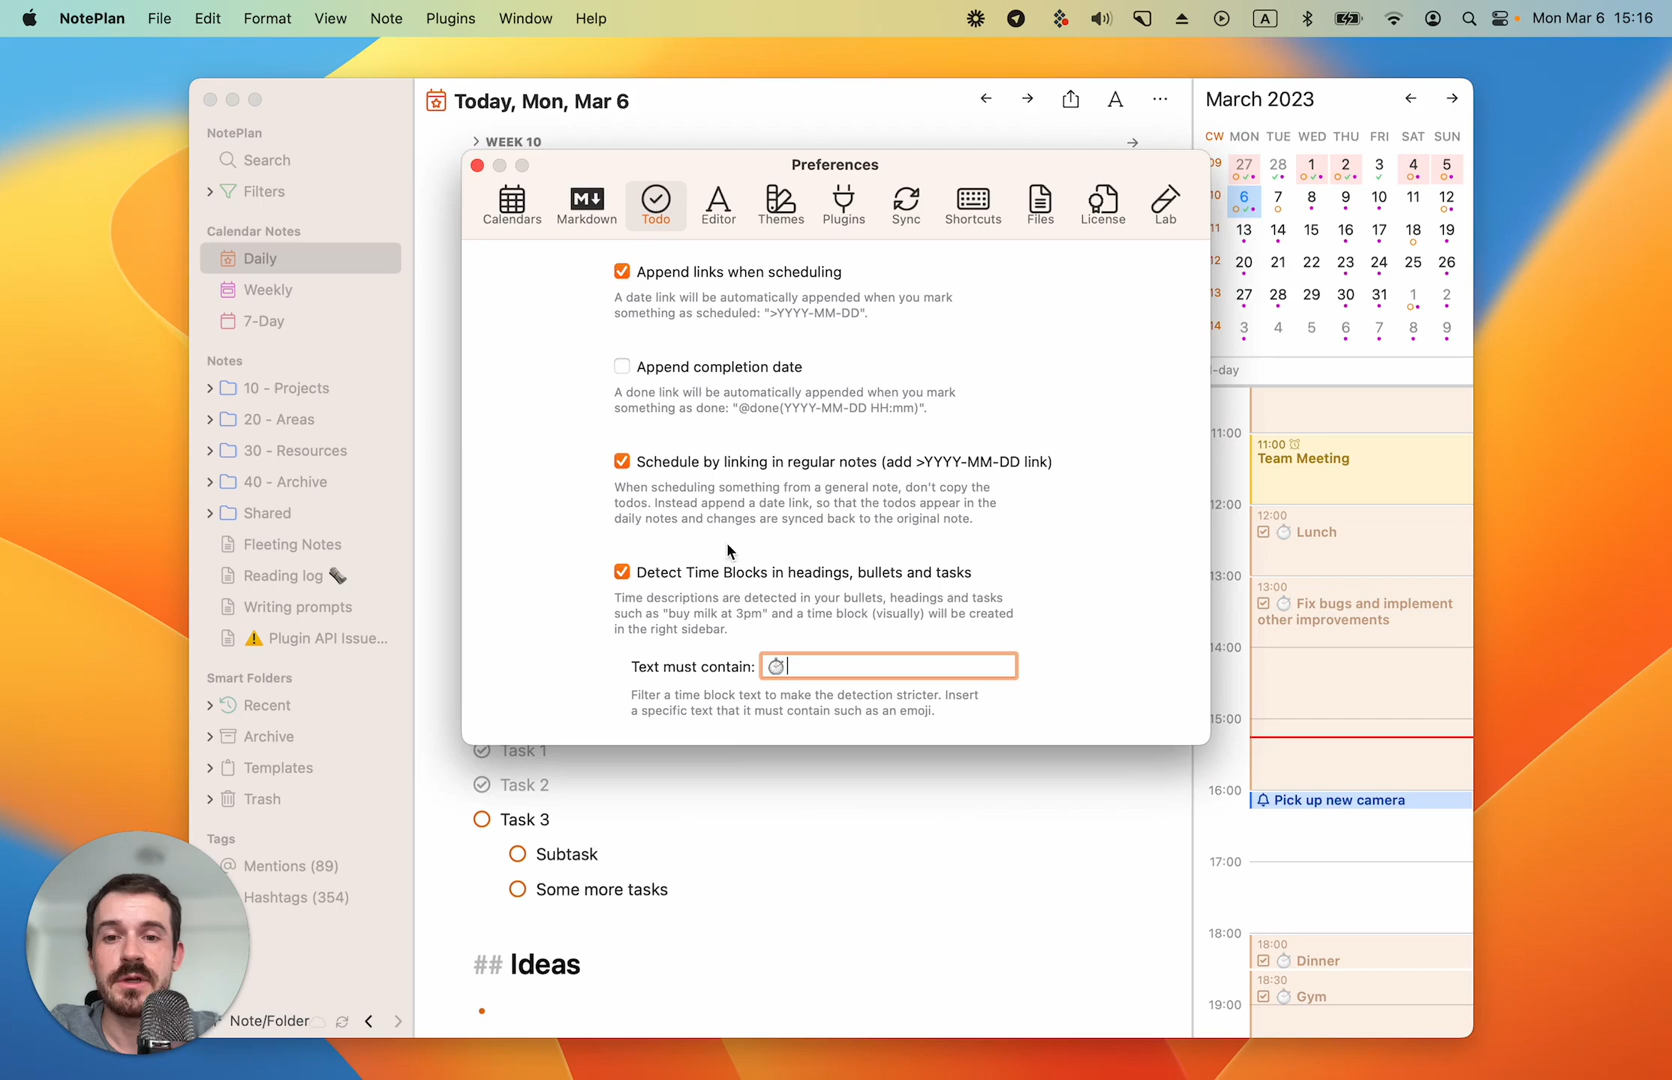 NotePlan File Edit Format View Note Plugins Window Help
A
Mon Mar 6 15:16
NotePlan
Search
Filters
Calendar Notes
Daily
Weekly
7-Day
Notes
10 - Projects
20 - Areas
30 - Resources
40 - Archive
Shared
Fleeting Notes
Reading log
Writing prompts
Plugin API Issue...
Smart Folders
Recent
Archive
Templates
Trash
Tags
@ Mentions (89)
Hashtags (354)
Note/Folder
Today, Mon, Mar 6
A
WEEK 10
Preferences
Calendars Markdown Todo Editor Themes Plugins Sync Shortcuts Files License Lab
Append links when scheduling
A date link will be automatically appended when you mark
something as scheduled: ">YYYY-MM-DD".
Append completion date
A done link will be automatically appended when you mark
something as done: "@done(YYYY-MM-DD HH:mm)".
Schedule by linking in regular notes (add >YYYY-MM-DD link)
When scheduling something from a general note, don't copy the
todos. Instead append a date link, so that the todos appear in the
daily notes and changes are synced back to the original note.
Detect Time Blocks in headings, bullets and tasks
Time descriptions are detected in your bullets, headings and tasks
such as "buy milk at 3pm" and a time block (visually) will be created
in the right sidebar.
Text must contain: ⏱
Filter a time block text to make the detection stricter. Insert
a specific text that it must contain such as an emoji.
Task 1
Task 2
Task 3
Subtask
Some more tasks
## Ideas
March 2023
CW MON TUE WED THU FRI SAT SUN
09 27 28 1 2 3 4 5
10 6 7 8 9 10 11 12
11 13 14 15 16 17 18 19
12 20 21 22 23 24 25 26
13 27 28 29 30 31 1 2
14 3 4 5 6 7 8 9
-day
11:00
11:00
Team Meeting
12:00
12:00
Lunch
13:00
13:00
Fix bugs and implement
other improvements
14:00
15:00
16:00
Pick up new camera
17:00
18:00
18:00
Dinner
18:30
Gym
19:00